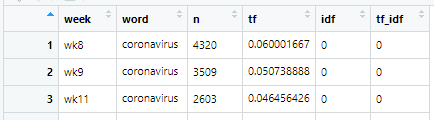 week word n tf idf tf_idf
1 wk8 coronavirus 4320 0.060001667 0 0
2 wk9 coronavirus 3509 0.050738888 0 0
3 wk11 coronavirus 2603 0.046456426 0 0